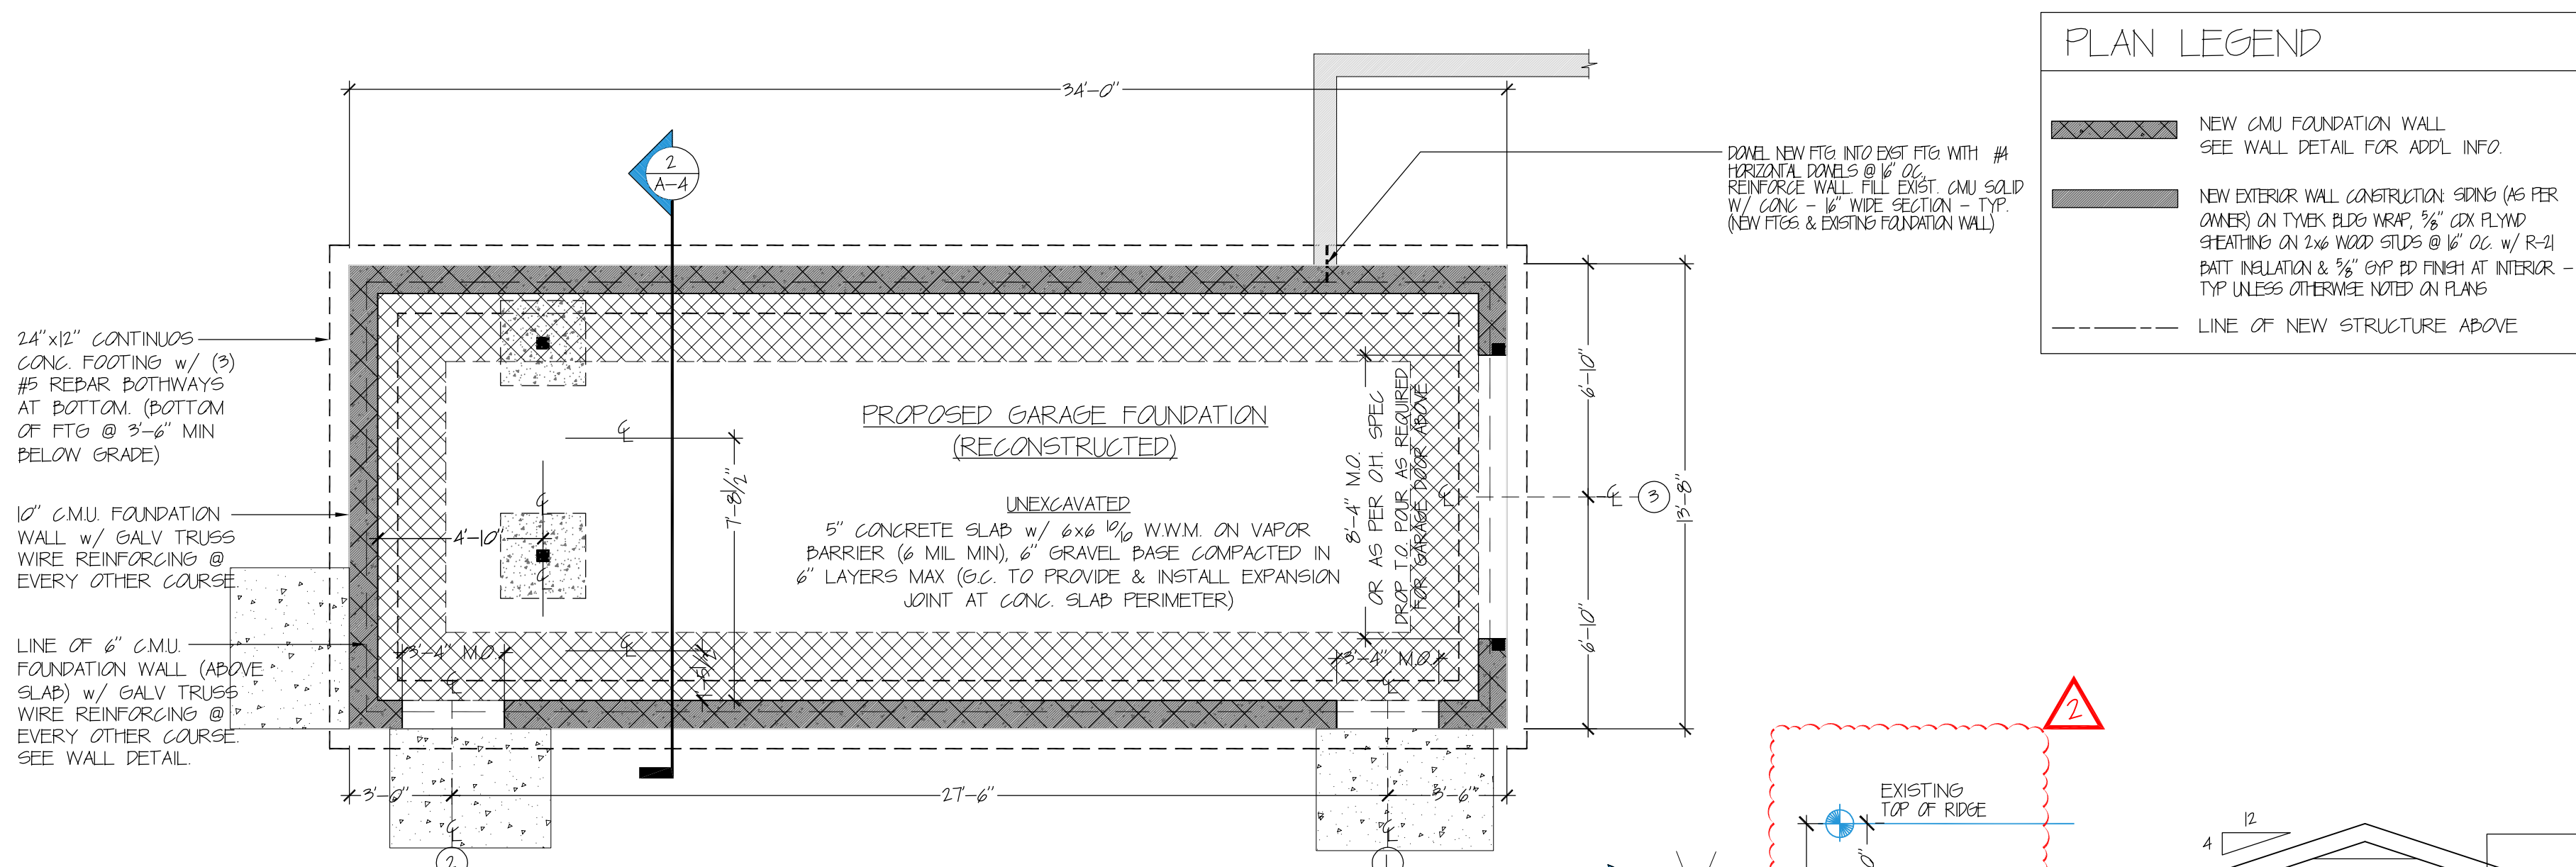 PLAN LEGEND
NEW CMU FOUNDATION WALL
SEE WALL DETAIL FOR ADD'L INFO.
NEW EXTERIOR WALL CONSTRUCTION: SIDING (AS PER
OWNER) ON TYVEK BLDG WRAP, 5/8" CDX PLYWD
SHEATHING ON 2x6 WOOD STUDS @ 16" OC. w/ R-21
BATT INSULATION & 5/8" GYP BD FINISH AT INTERIOR -
TYP UNLESS OTHERWISE NOTED ON PLANS
LINE OF NEW STRUCTURE ABOVE
34'-0"
2
A-4
DOWEL NEW FTG. INTO EXIST FTG. WITH #4
HORIZONTAL DOWELS @ 16" OC,
REINFORCE WALL. FILL EXIST. CMU SOLID
W/ CONC - 16" WIDE SECTION - TYP.
(NEW FTGS. & EXISTING FOUNDATION WALL)
24"x12" CONTINUOS
CONC. FOOTING w/ (3)
#5 REBAR BOTHWAYS
AT BOTTOM. (BOTTOM
OF FTG @ 3'-6" MIN
BELOW GRADE)
10" C.M.U. FOUNDATION
WALL w/ GALV TRUSS
WIRE REINFORCING @
EVERY OTHER COURSE.
LINE OF 6" C.M.U.
FOUNDATION WALL (ABOVE
SLAB) w/ GALV TRUSS
WIRE REINFORCING @
EVERY OTHER COURSE.
SEE WALL DETAIL.
PROPOSED GARAGE FOUNDATION
(RECONSTRUCTED)
UNEXCAVATED
5" CONCRETE SLAB w/ 6x6 10/10 W.W.M. ON VAPOR
BARRIER (6 MIL MIN), 6" GRAVEL BASE COMPACTED IN
6" LAYERS MAX (G.C. TO PROVIDE & INSTALL EXPANSION
JOINT AT CONC. SLAB PERIMETER)
8'-4" M.O.
OR AS PER O.H. SPEC
DROP T.O. POUR AS REQUIRED
FOR GARAGE DOOR ABOVE
4'-10"
7'-8 1/2"
1'-5 1/2"
3'-4" M.O.
3'-4" M.O.
6'-10"
6'-10"
13'-8"
3
3'-0"
27'-6"
3'-6"
2
1
2
EXISTING
TOP OF RIDGE
12
4